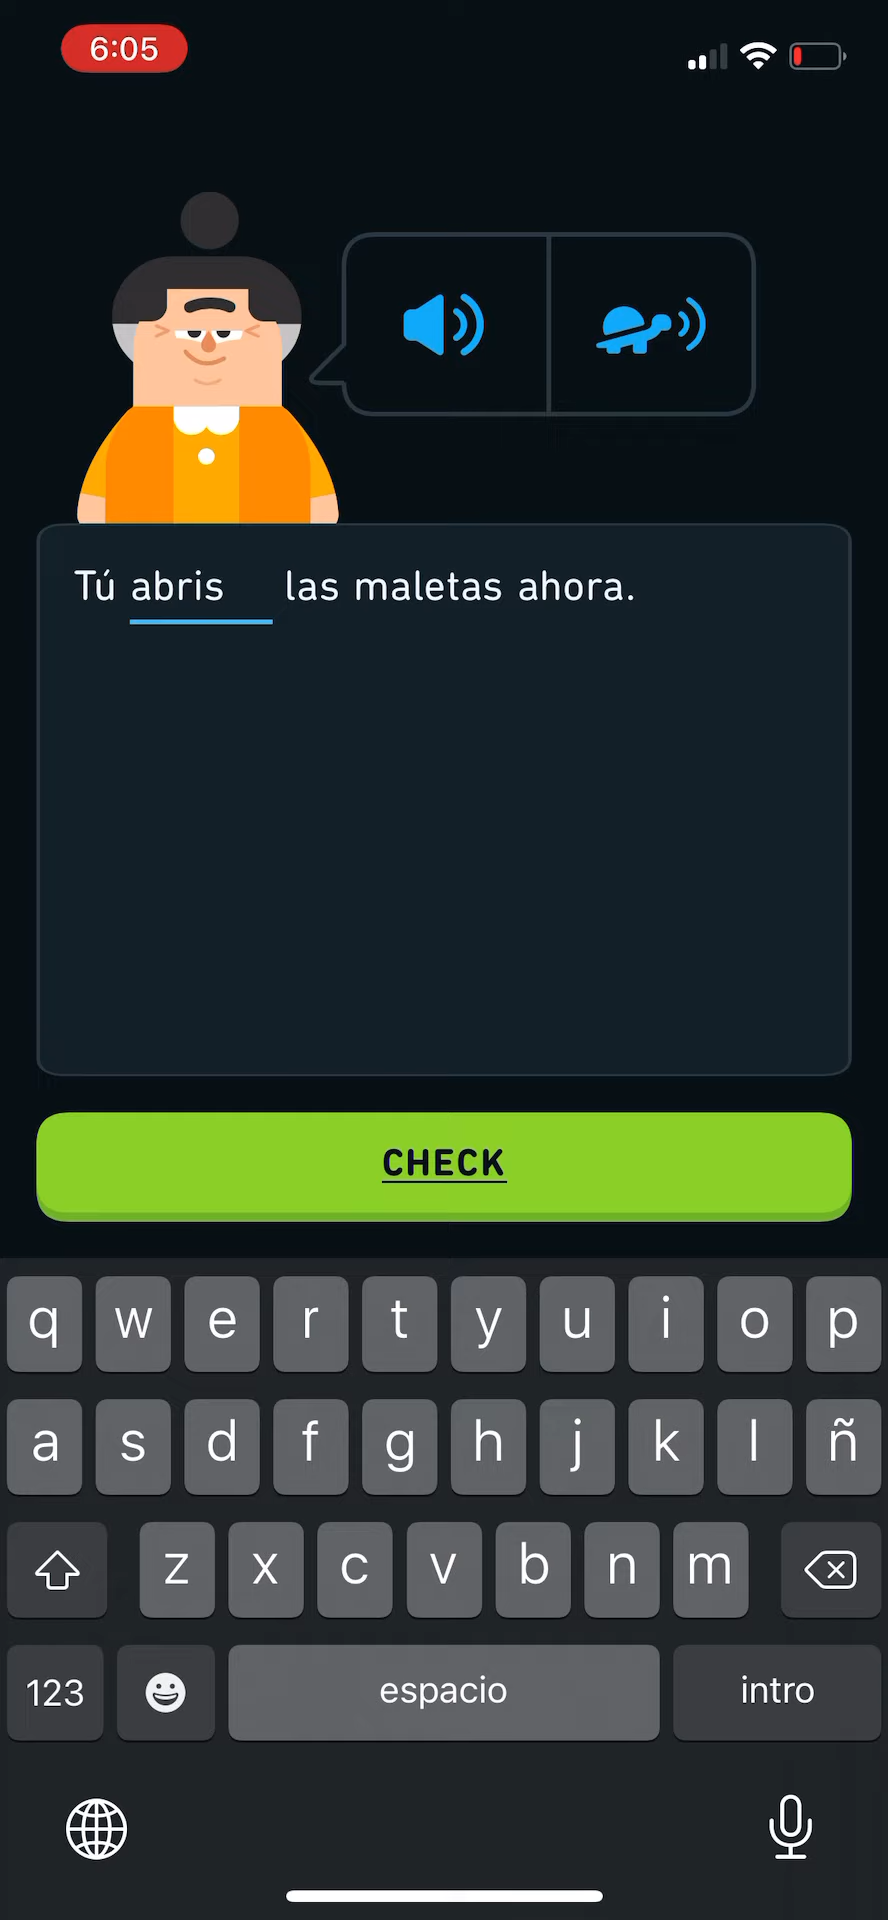 6:05
Tú abris las maletas ahora.
CHECK
q w e r t y u i o p
a s d f g h j k l ñ
z x c v b n m
123 espacio intro